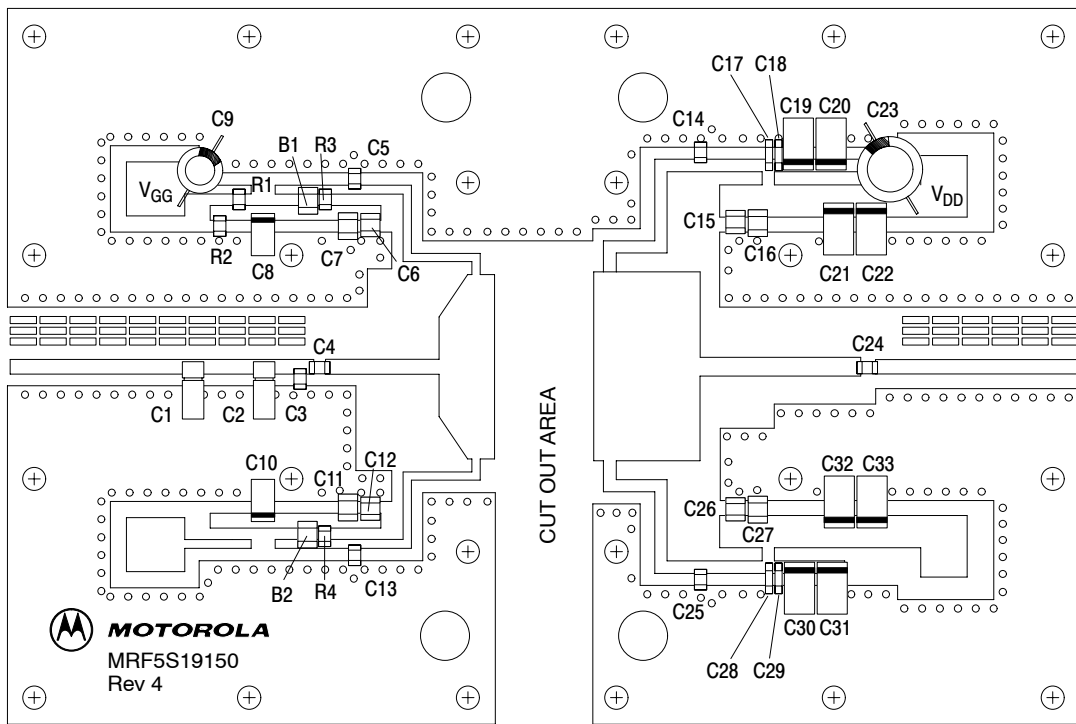 C17 C18
C9
C14
C19 C20
C23
B1 R3
C5
VGG
R1
VDD
R2
C8
C7
C6
C15
C16
C21 C22
C4
C24
C1
C2
C3
CUT OUT AREA
C10
C11
C12
C32 C33
C26
C27
B2 R4
C13
C25
C30 C31
C28
C29
MOTOROLA
MRF5S19150
Rev 4